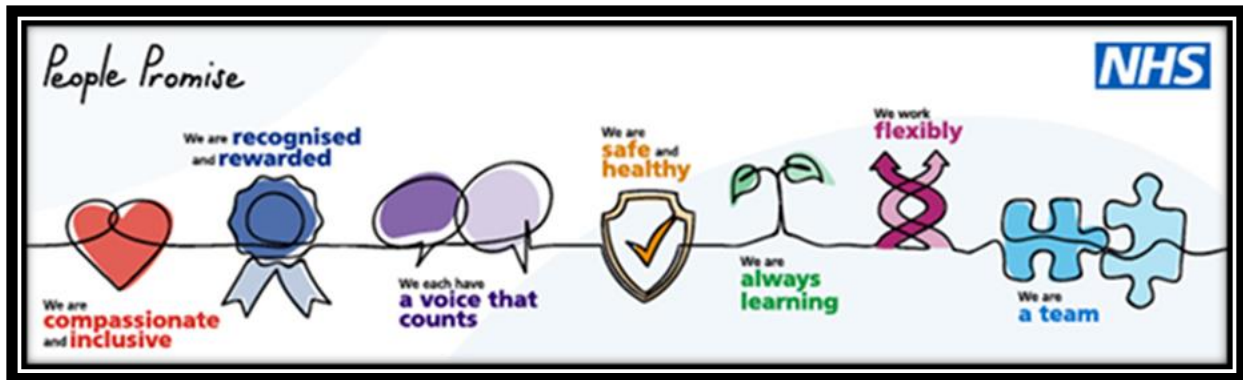 People Promise
NHS
We are
compassionate
and inclusive
We are recognised
and rewarded
We each have
a voice that
counts
We are
safe and
healthy
We are
always
learning
We work
flexibly
We are
a team